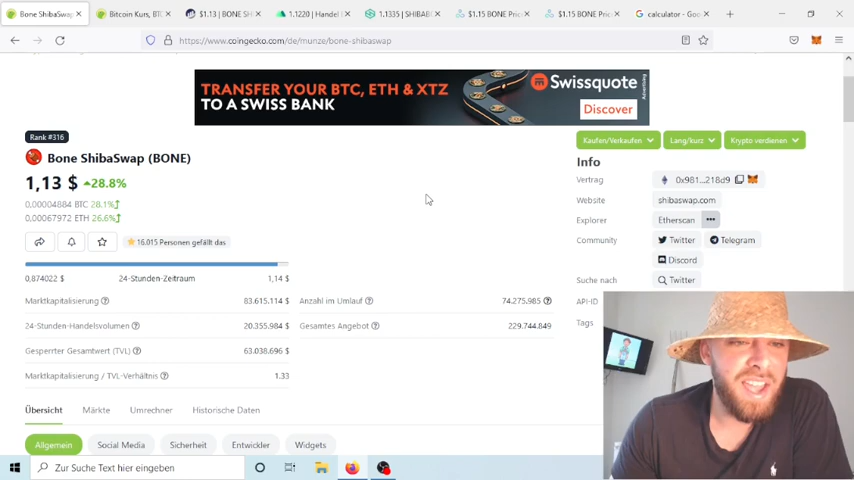 Bone ShibaSwap
Bitcoin Kurs, BT
$1.13 | BONE SH
1.1220 | Handel
1.1335 | SHIBAB
$1.15 BONE Pric
$1.15 BONE Pric
calculator - Goo
https://www.coingecko.com/de/munze/bone-shibaswap
TRANSFER YOUR BTC, ETH & XTZ
TO A SWISS BANK
Swissquote
Discover
Advertising
Rank #316
Bone ShibaSwap (BONE)
1,13 $ 28.8%
0,00004884 BTC 28.1%
0,00067972 ETH 26.6%
16.015 Personen gefällt das
0,874022 $ 24-Stunden-Zeitraum 1,14 $
Marktkapitalisierung 83.615.114 $
24-Stunden-Handelsvolumen 20.355.984 $
Gesperrter Gesamtwert (TVL) 63.038.696 $
Marktkapitalisierung / TVL-Verhältnis 1.33
Anzahl im Umlauf 74.275.985
Gesamtes Angebot 229.744.849
Kaufen/Verkaufen Lang/kurz Krypto verdienen
Info
Vertrag 0x981...218d9
Website shibaswap.com
Explorer Etherscan
Community Twitter Telegram
Discord
Suche nach Twitter
API-ID
Tags
Übersicht Märkte Umrechner Historische Daten
Allgemein Social Media Sicherheit Entwickler Widgets
Zur Suche Text hier eingeben